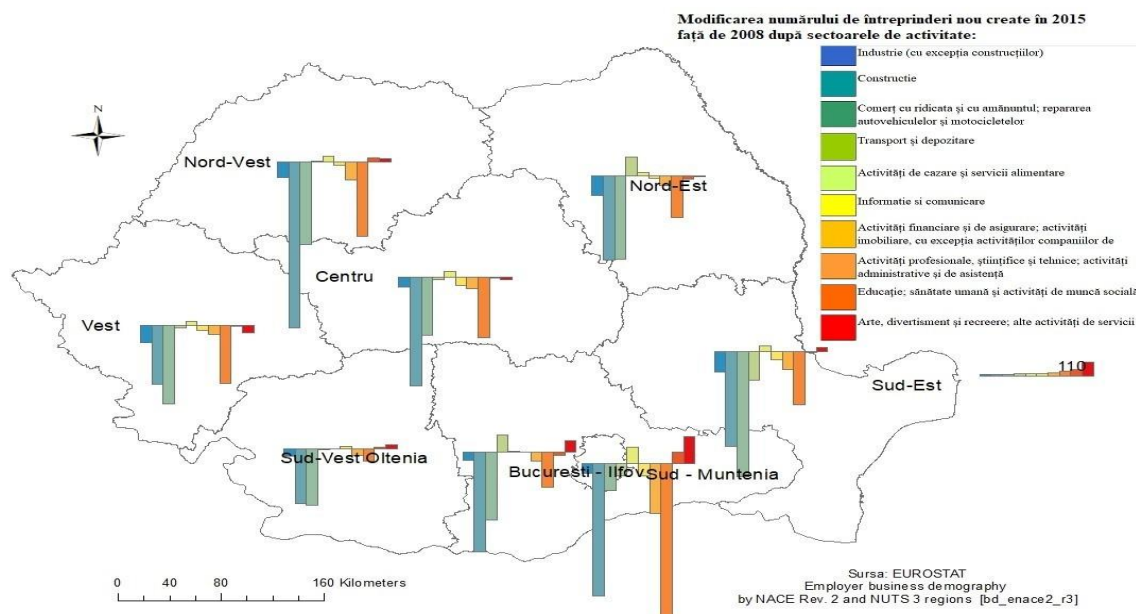 Modificarea numărului de întreprinderi nou create în 2015
față de 2008 după sectoarele de activitate:
Industrie (cu excepția construcțiilor)
Constructie
Comerț cu ridicata și cu amănuntul; repararea
autovehiculelor și motocicletelor
Transport și depozitare
Activități de cazare și servicii alimentare
Informatie si comunicare
Activități financiare și de asigurare; activități
imobiliare, cu excepția activităților companiilor de
Activități profesionale, științifice și tehnice; activități
administrative și de asistență
Educație; sănătate umană și activități de muncă socială
Arte, divertisment și recreere; alte activități de servicii
N
Nord-Vest
Nord-Est
Centru
Vest
110
Sud-Est
Sud-Vest Oltenia
Bucuresti - Ilfov
Sud - Muntenia
0 40 80 160 Kilometers
Sursa: EUROSTAT
Employer business demography
by NACE Rev. 2 and NUTS 3 regions [bd_enace2_r3]